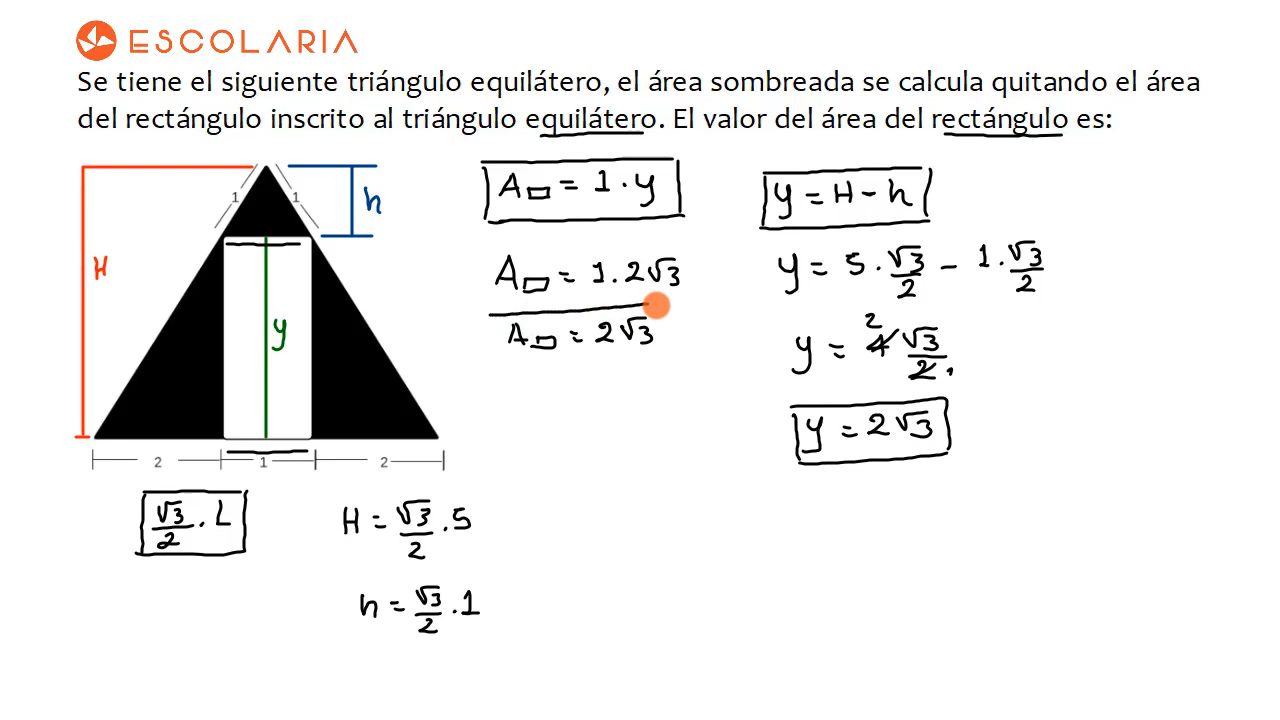 ESCOLARIA
Se tiene el siguiente triángulo equilátero, el área sombreada se calcula quitando el área
del rectángulo inscrito al triángulo equilátero. El valor del área del rectángulo es:
H
1
1
h
y
2
1
2
√3/2 . L
H = √3/2 . 5
h = √3/2 . 1
A▭ = 1 · y
A▭ = 1 . 2√3
A▭ = 2√3
y = H - h
y = 5 . √3/2 - 1 . √3/2
2
y = 4 √3/2 .
y = 2√3